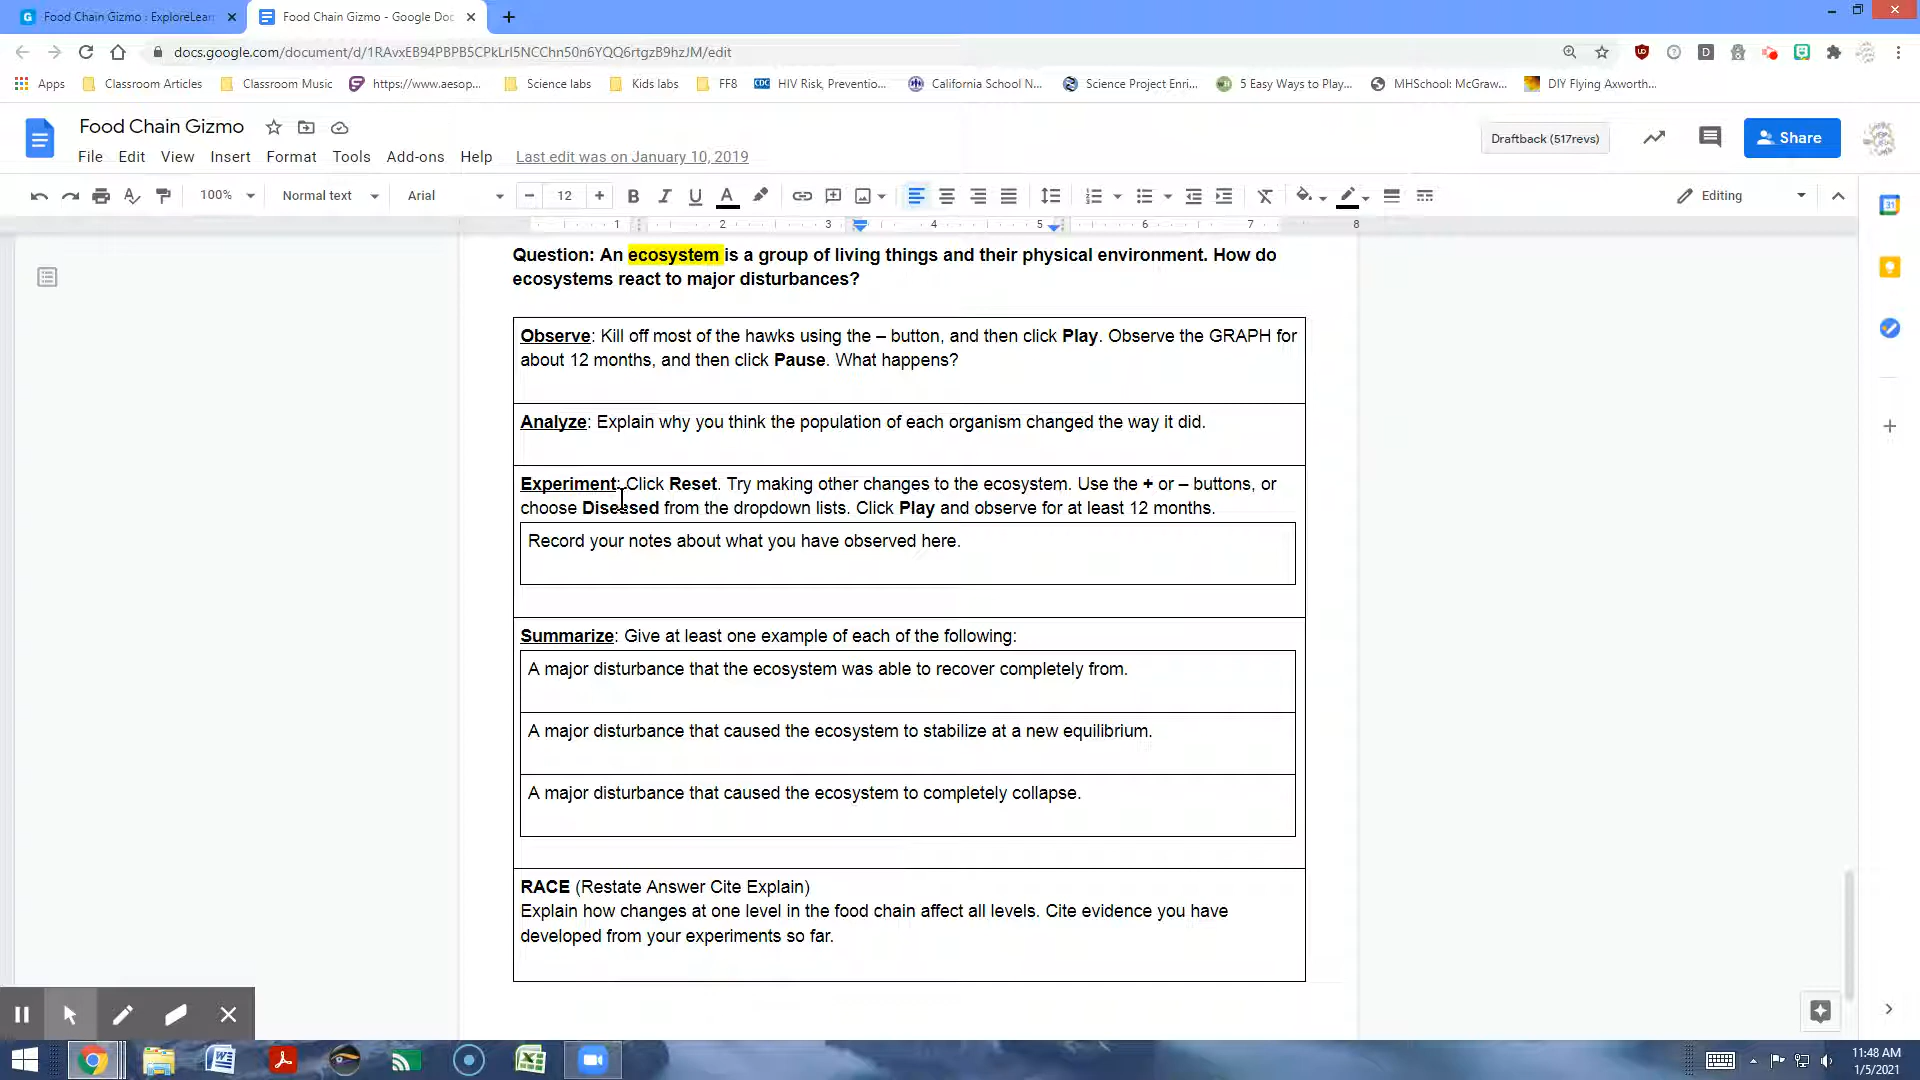 Food Chain Gizmo : ExploreLear
Food Chain Gizmo - Google Doc
docs.google.com/document/d/1RAvxEB94PBPB5CPkLrI5NCChn50n6YQQ6rtgzB9hzJM/edit
Apps Classroom Articles Classroom Music https://www.aesop... Science labs Kids labs FF8 HIV Risk, Preventio... California School N... Science Project Enri... 5 Easy Ways to Play... MHSchool: McGraw... DIY Flying Axworth...
Food Chain Gizmo
Draftback (517revs)
Share
File Edit View Insert Format Tools Add-ons Help Last edit was on January 10, 2019
100% Normal text Arial 12 Editing
1 2 3 4 5 6 7 8
Question: An ecosystem is a group of living things and their physical environment. How do
ecosystems react to major disturbances?
Observe: Kill off most of the hawks using the – button, and then click Play. Observe the GRAPH for
about 12 months, and then click Pause. What happens?
Analyze: Explain why you think the population of each organism changed the way it did.
Experiment: Click Reset. Try making other changes to the ecosystem. Use the + or – buttons, or
choose Diseased from the dropdown lists. Click Play and observe for at least 12 months.
Record your notes about what you have observed here.
Summarize: Give at least one example of each of the following:
A major disturbance that the ecosystem was able to recover completely from.
A major disturbance that caused the ecosystem to stabilize at a new equilibrium.
A major disturbance that caused the ecosystem to completely collapse.
RACE (Restate Answer Cite Explain)
Explain how changes at one level in the food chain affect all levels. Cite evidence you have
developed from your experiments so far.
11:48 AM
1/5/2021